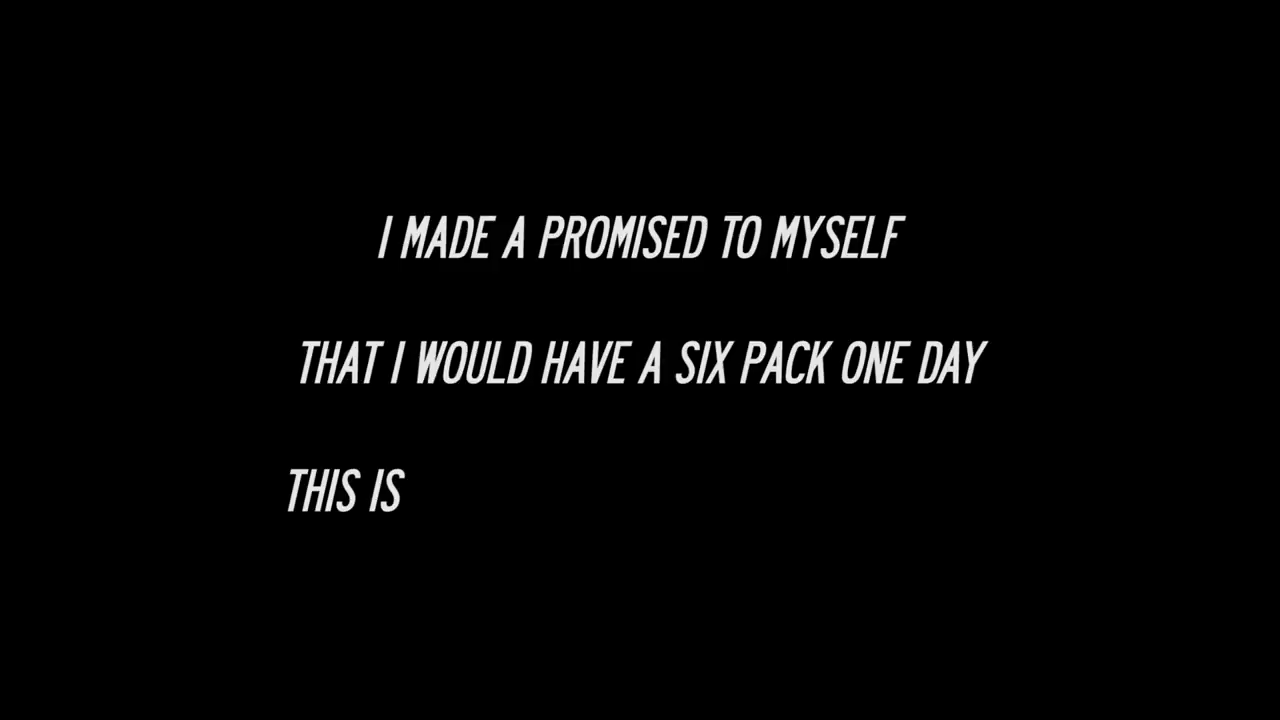 I MADE A PROMISED TO MYSELF
THAT I WOULD HAVE A SIX PACK ONE DAY
THIS IS